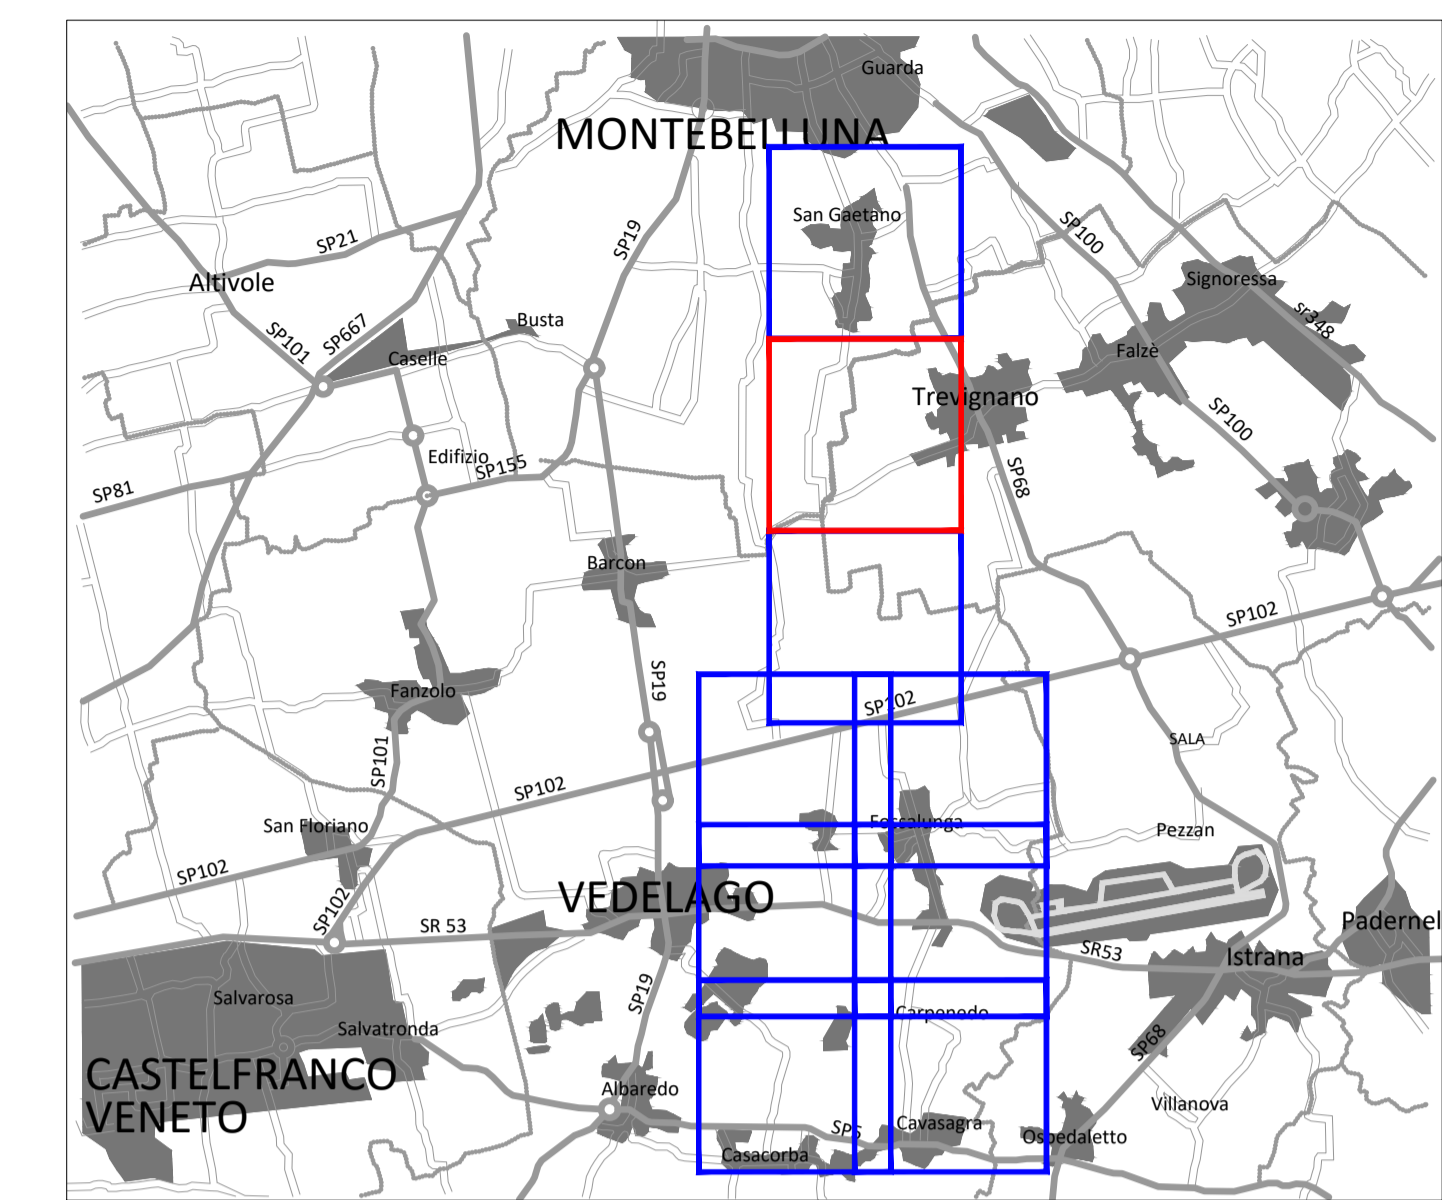 Guarda
MONTEBELLUNA
San Gaetano
SP19
SP100
SP21
Altivole
Signoressa
SP101
SP667
Busta
sr348
Caselle
Falzè
Trevignano
SP100
Edifizio
SP155
SP68
SP81
Barcon
SP102
SP19
Fanzolo
SP102
SP101
SALA
SP102
San Floriano
Fossalunga
Pezzan
SP102
VEDELAGO
SP102
SR 53
Padernel
SR53
Istrana
Salvarosa
SP19
Carpenedo
Salvatronda
SP68
CASTELFRANCO
VENETO
Albaredo
Villanova
Cavasagra
SP5
Ospedaletto
Casacorba